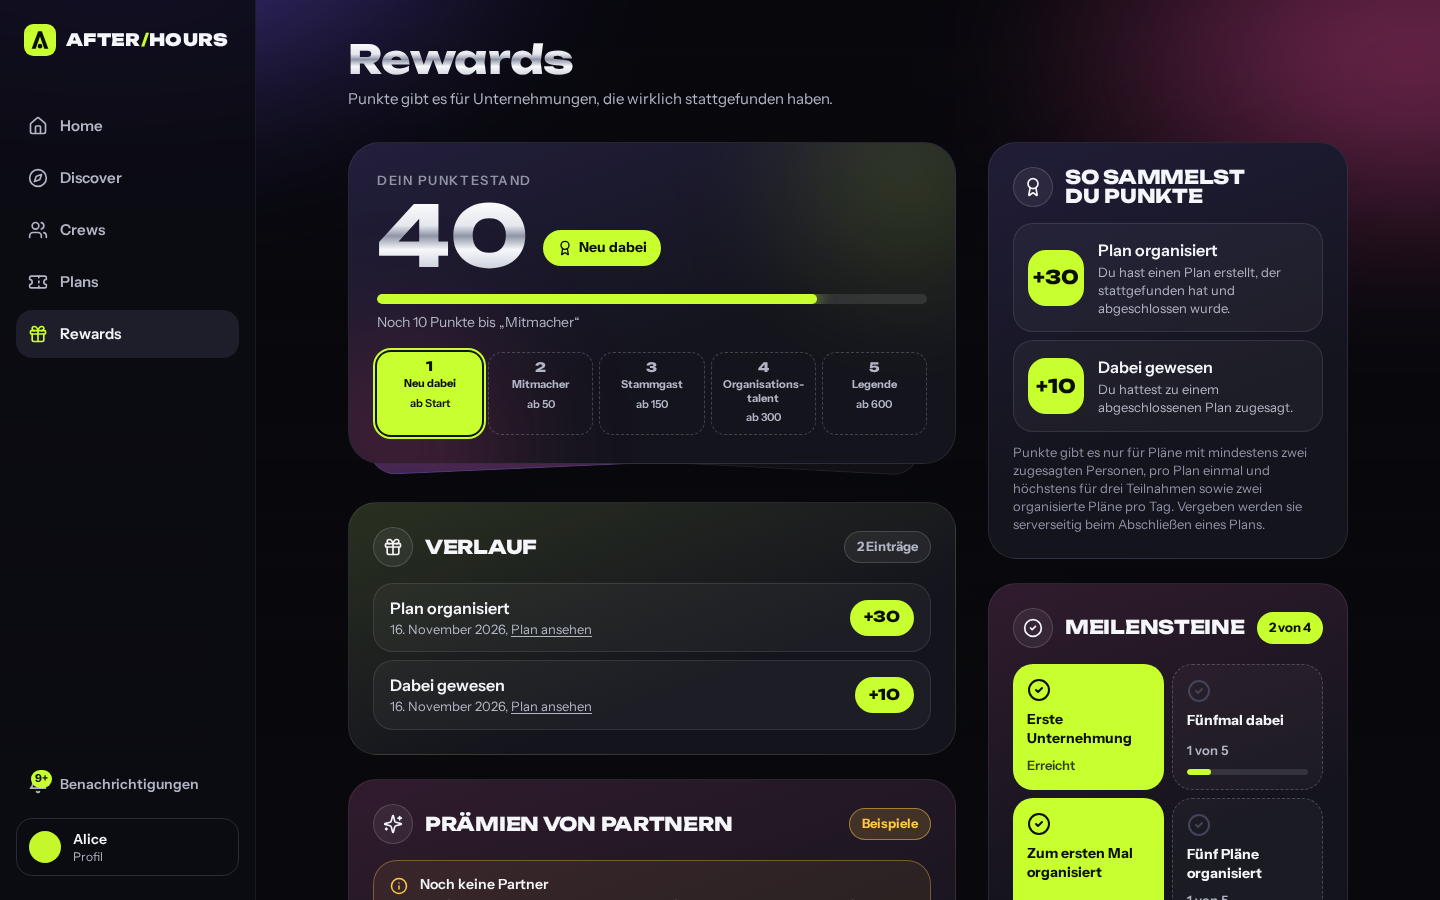 AFTER/HOURS
Home
Discover
Crews
Plans
Rewards
9+
Benachrichtigungen
Alice
Profil
Rewards
Punkte gibt es für Unternehmungen, die wirklich stattgefunden haben.
DEIN PUNKTESTAND
40
Neu dabei
Noch 10 Punkte bis „Mitmacher“
1
Neu dabei
ab Start
2
Mitmacher
ab 50
3
Stammgast
ab 150
4
Organisations-
talent
ab 300
5
Legende
ab 600
VERLAUF
2 Einträge
Plan organisiert
16. November 2026, Plan ansehen
+30
Dabei gewesen
16. November 2026, Plan ansehen
+10
PRÄMIEN VON PARTNERN
Beispiele
Noch keine Partner
SO SAMMELST
DU PUNKTE
+30
Plan organisiert
Du hast einen Plan erstellt, der
stattgefunden hat und
abgeschlossen wurde.
+10
Dabei gewesen
Du hattest zu einem
abgeschlossenen Plan zugesagt.
Punkte gibt es nur für Pläne mit mindestens zwei
zugesagten Personen, pro Plan einmal und
höchstens für drei Teilnahmen sowie zwei
organisierte Pläne pro Tag. Vergeben werden sie
serverseitig beim Abschließen eines Plans.
MEILENSTEINE
2 von 4
Erste
Unternehmung
Erreicht
Fünfmal dabei
1 von 5
Zum ersten Mal
organisiert
Fünf Pläne
organisiert
1 von 5